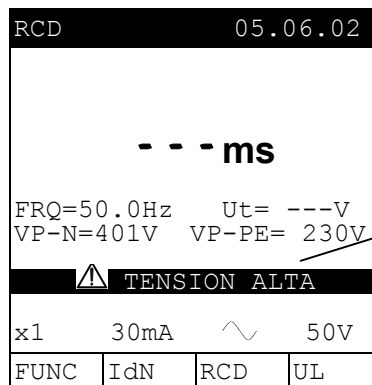 RCD 05.06.02
- - - ms
FRQ=50.0Hz Ut= ---V
VP-N=401V VP-PE= 230V
TENSION ALTA
x1 30mA 50V
FUNC IdN RCD UL